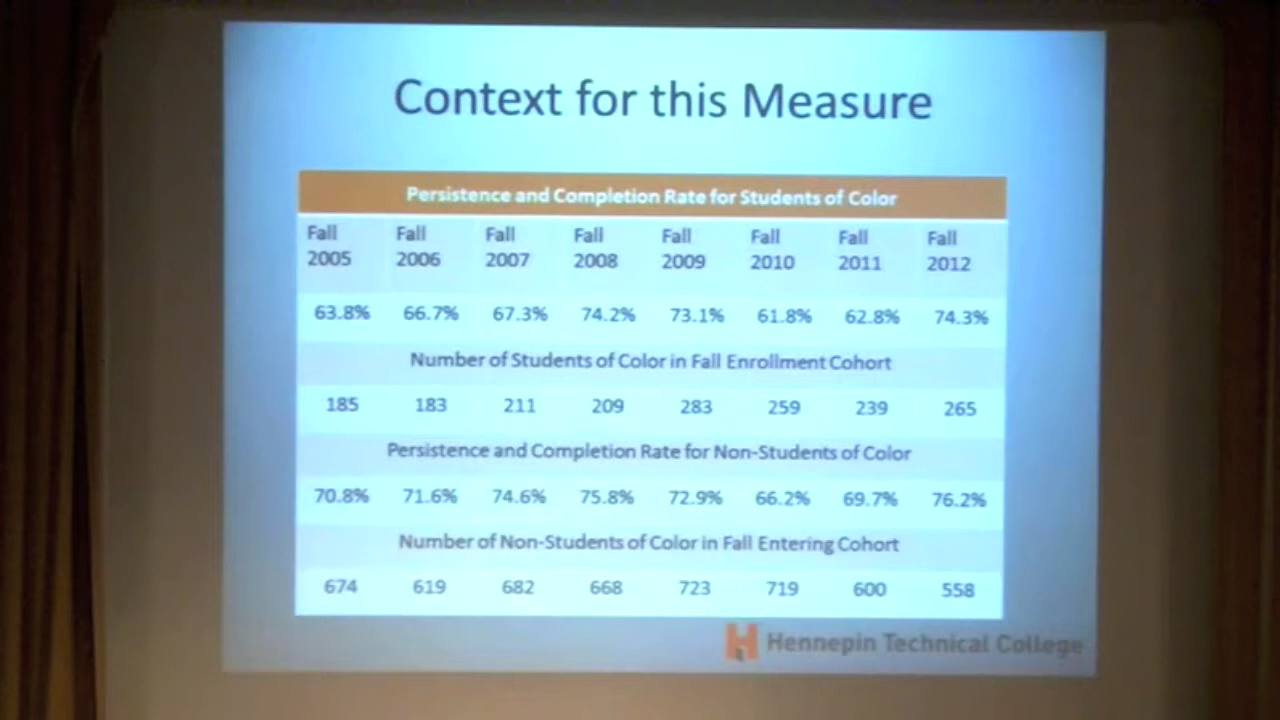 Context for this Measure
Persistence and Completion Rate for Students of Color
Fall 2005 Fall 2006 Fall 2007 Fall 2008 Fall 2009 Fall 2010 Fall 2011 Fall 2012
63.8% 66.7% 67.3% 74.2% 73.1% 61.8% 62.8% 74.3%
Number of Students of Color in Fall Enrollment Cohort
185 183 211 209 283 259 239 265
Persistence and Completion Rate for Non-Students of Color
70.8% 71.6% 74.6% 75.8% 72.9% 66.2% 69.7% 76.2%
Number of Non-Students of Color in Fall Entering Cohort
674 619 682 668 723 719 600 558
Hennepin Technical College